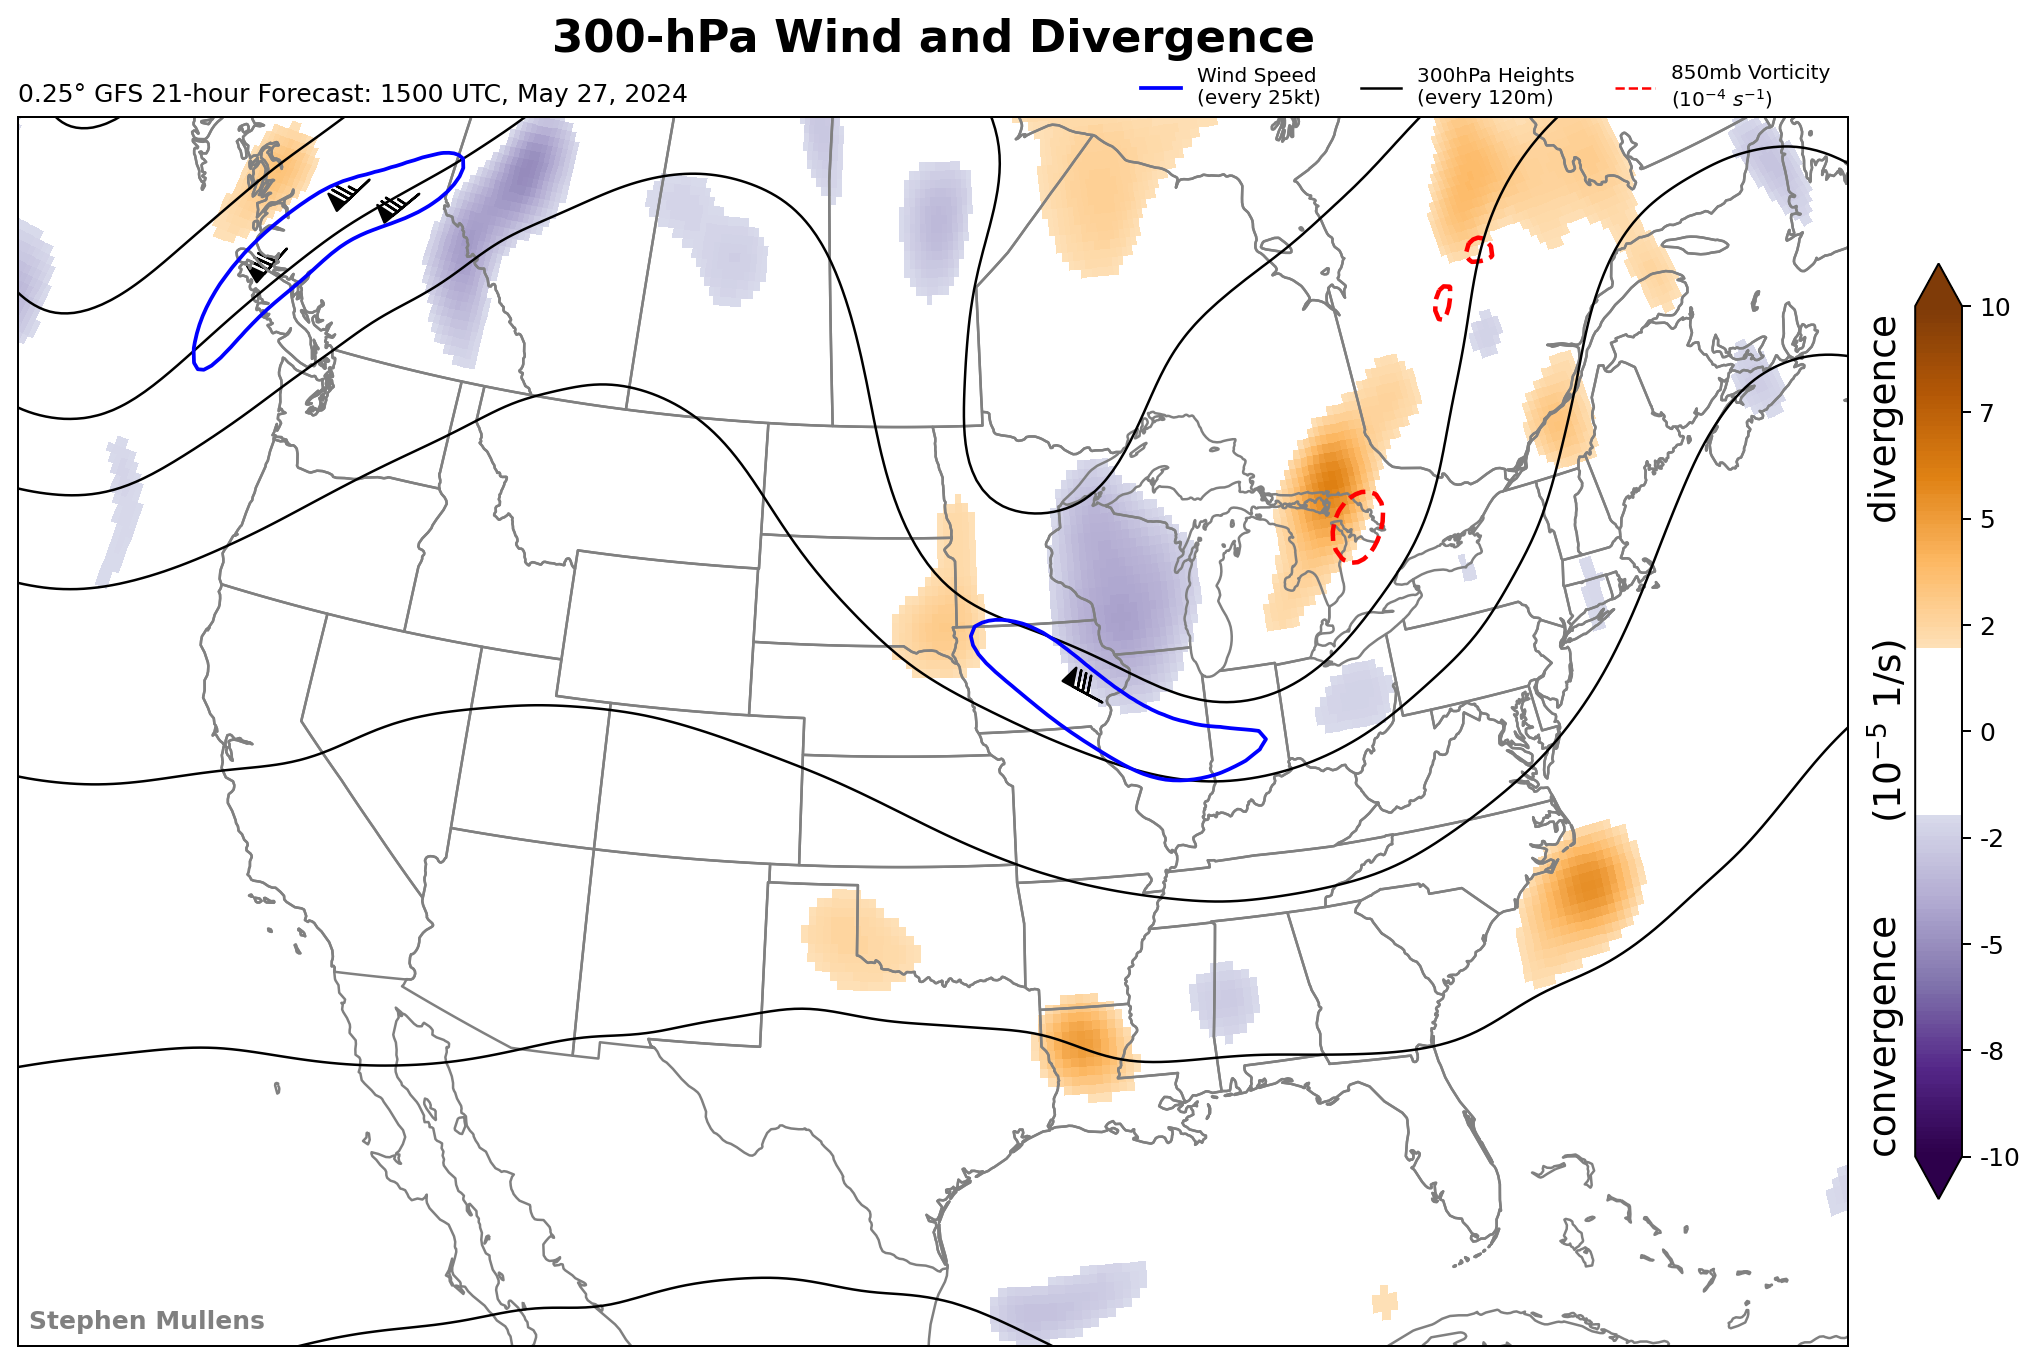 300-hPa Wind and Divergence
0.25° GFS 21-hour Forecast: 1500 UTC, May 27, 2024
Wind Speed
(every 25kt)
300hPa Heights
(every 120m)
850mb Vorticity
(10⁻⁴ s⁻¹)
10
7
5
2
0
-2
-5
-8
-10
convergence (10⁻⁵ 1/s) divergence
Stephen Mullens